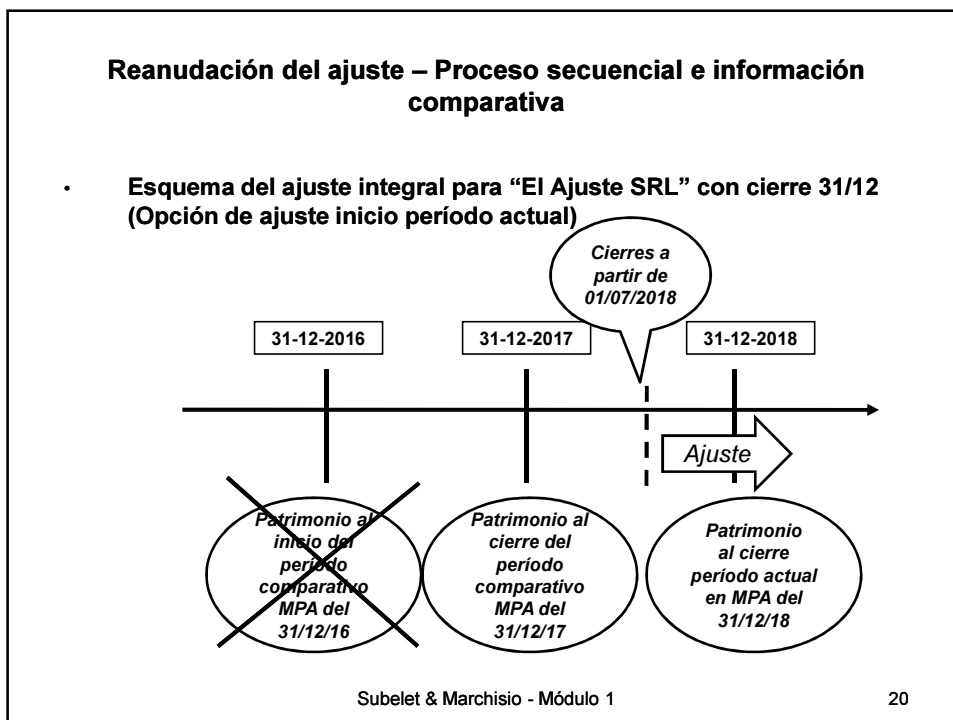 Reanudación del ajuste – Proceso secuencial e información
comparativa
• Esquema del ajuste integral para “El Ajuste SRL” con cierre 31/12
(Opción de ajuste inicio período actual)
Cierres a
partir de
01/07/2018
31-12-2016
31-12-2017
31-12-2018
Ajuste
Patrimonio al
inicio del
período
comparativo
MPA del
31/12/16
Patrimonio al
cierre del
período
comparativo
MPA del
31/12/17
Patrimonio
al cierre
período actual
en MPA del
31/12/18
Subelet & Marchisio - Módulo 1
20